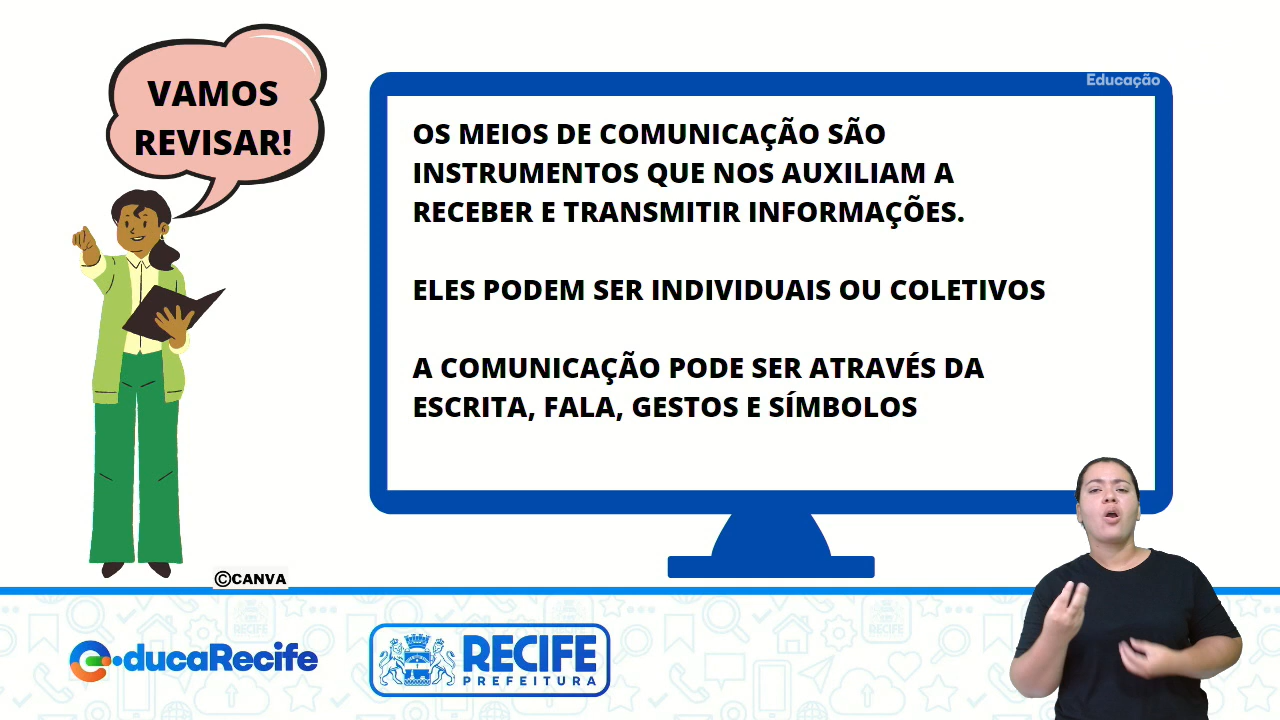 VAMOS
REVISAR!
Educação
OS MEIOS DE COMUNICAÇÃO SÃO
INSTRUMENTOS QUE NOS AUXILIAM A
RECEBER E TRANSMITIR INFORMAÇÕES.
ELES PODEM SER INDIVIDUAIS OU COLETIVOS
A COMUNICAÇÃO PODE SER ATRAVÉS DA
ESCRITA, FALA, GESTOS E SÍMBOLOS
©CANVA
EducaRecife
RECIFE
PREFEITURA